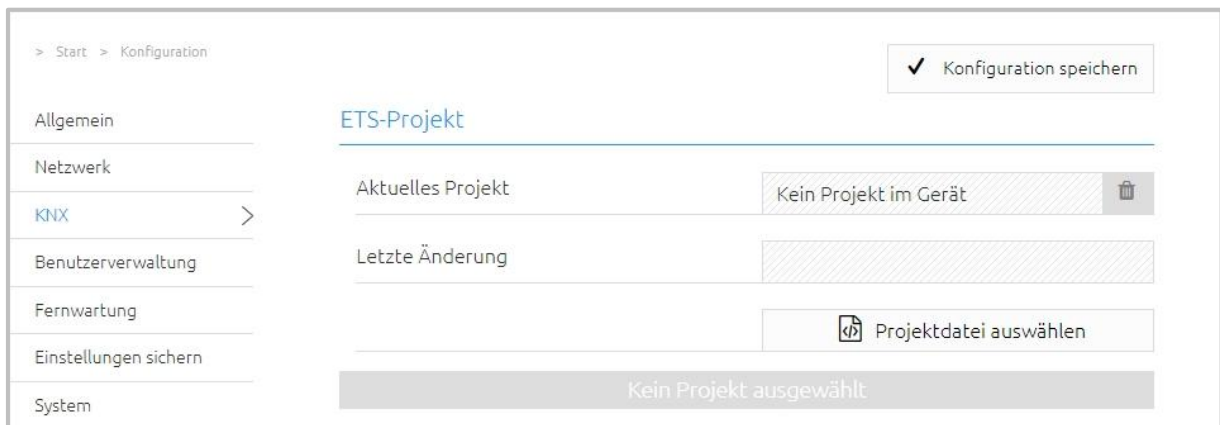 > Start > Konfiguration
Konfiguration speichern
Allgemein
Netzwerk
KNX
Benutzerverwaltung
Fernwartung
Einstellungen sichern
System
ETS-Projekt
Aktuelles Projekt
Kein Projekt im Gerät
Letzte Änderung
Projektdatei auswählen
Kein Projekt ausgewählt